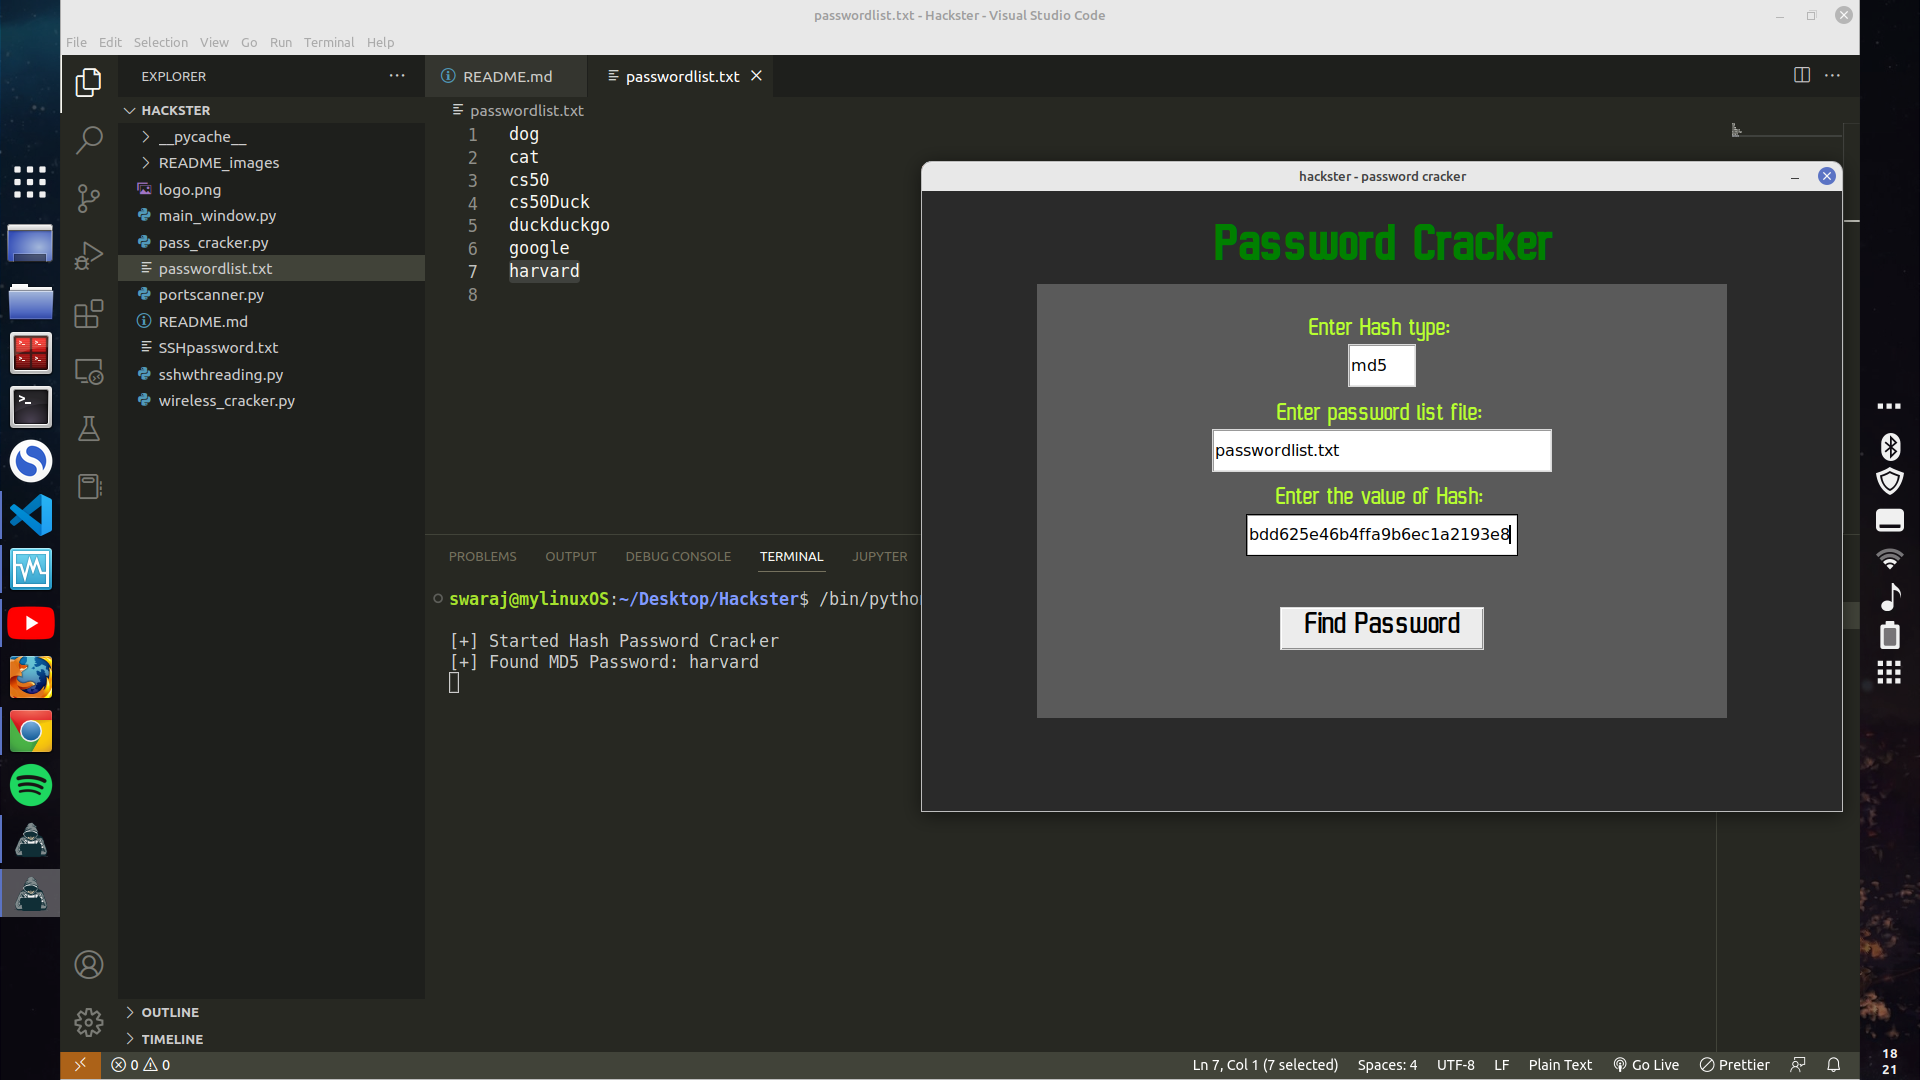 passwordlist.txt - Hackster - Visual Studio Code
File Edit Selection View Go Run Terminal Help
EXPLORER
HACKSTER
__pycache__
README_images
logo.png
main_window.py
pass_cracker.py
passwordlist.txt
portscanner.py
README.md
SSHpassword.txt
sshwthreading.py
wireless_cracker.py
OUTLINE
TIMELINE
README.md passwordlist.txt
passwordlist.txt
1 dog
2 cat
3 cs50
4 cs50Duck
5 duckduckgo
6 google
7 harvard
8
PROBLEMS OUTPUT DEBUG CONSOLE TERMINAL JUPYTER
swaraj@mylinuxOS:~/Desktop/Hackster$ /bin/python
[+] Started Hash Password Cracker
[+] Found MD5 Password: harvard
hackster - password cracker
Password Cracker
Enter Hash type:
md5
Enter password list file:
passwordlist.txt
Enter the value of Hash:
bdd625e46b4ffa9b6ec1a2193e8
Find Password
0 0
Ln 7, Col 1 (7 selected) Spaces: 4 UTF-8 LF Plain Text Go Live Prettier
18
21